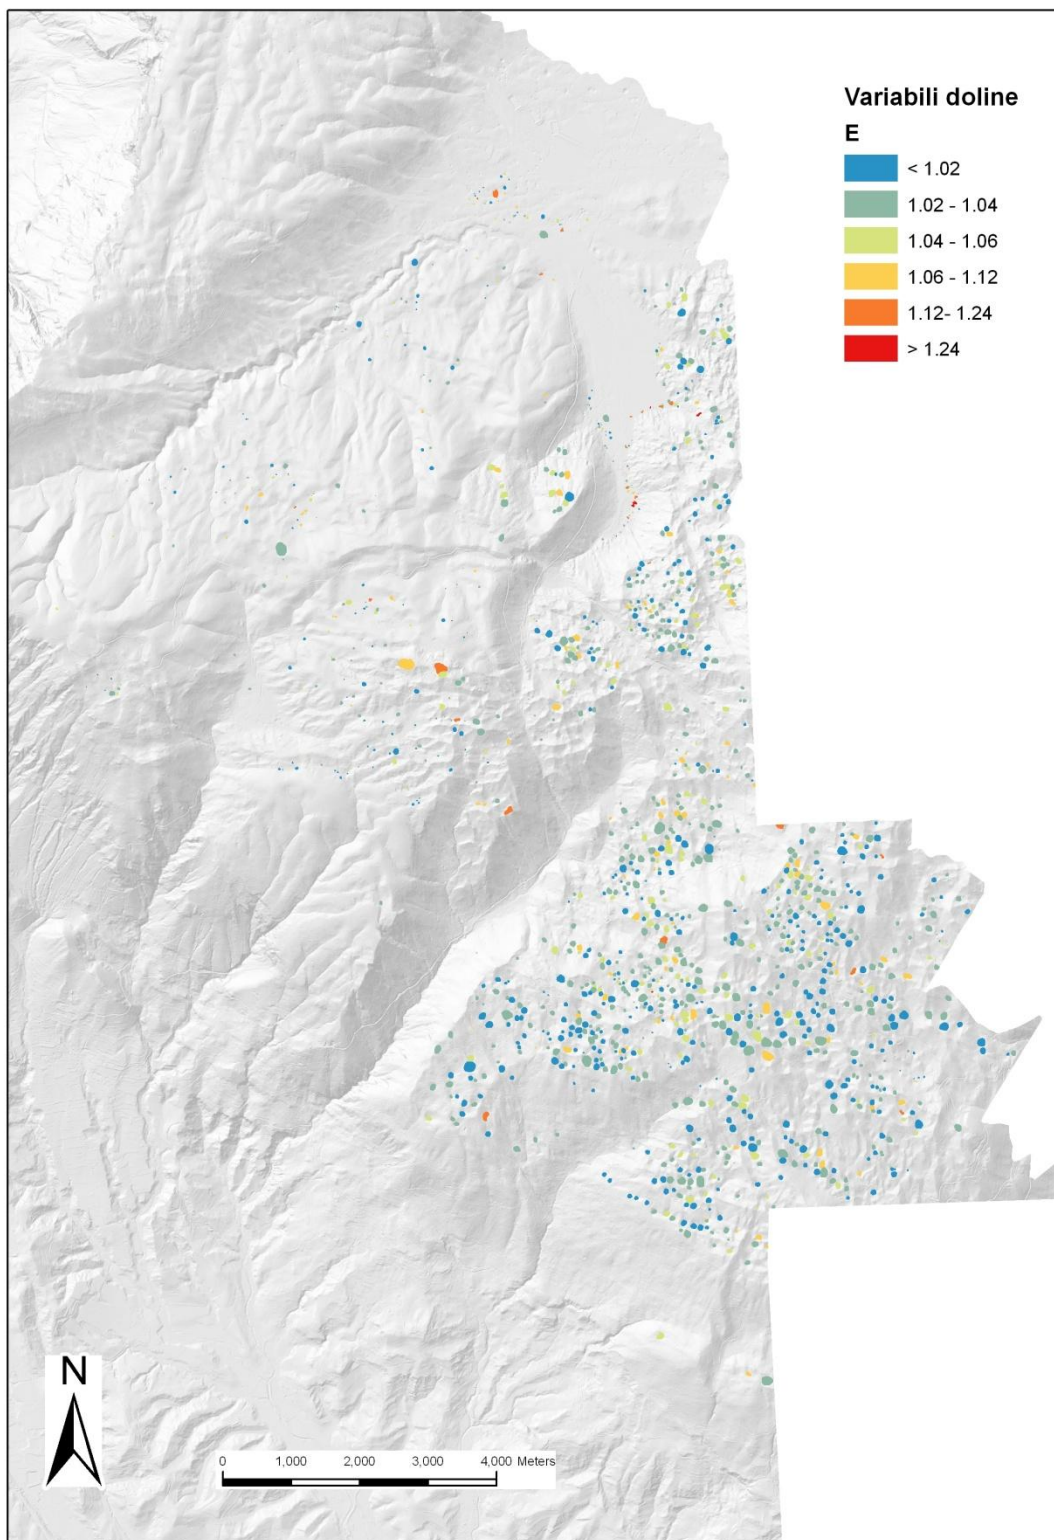 Variabili doline
E
< 1.02
1.02 - 1.04
1.04 - 1.06
1.06 - 1.12
1.12- 1.24
> 1.24
N
0 1,000 2,000 3,000 4,000 Meters